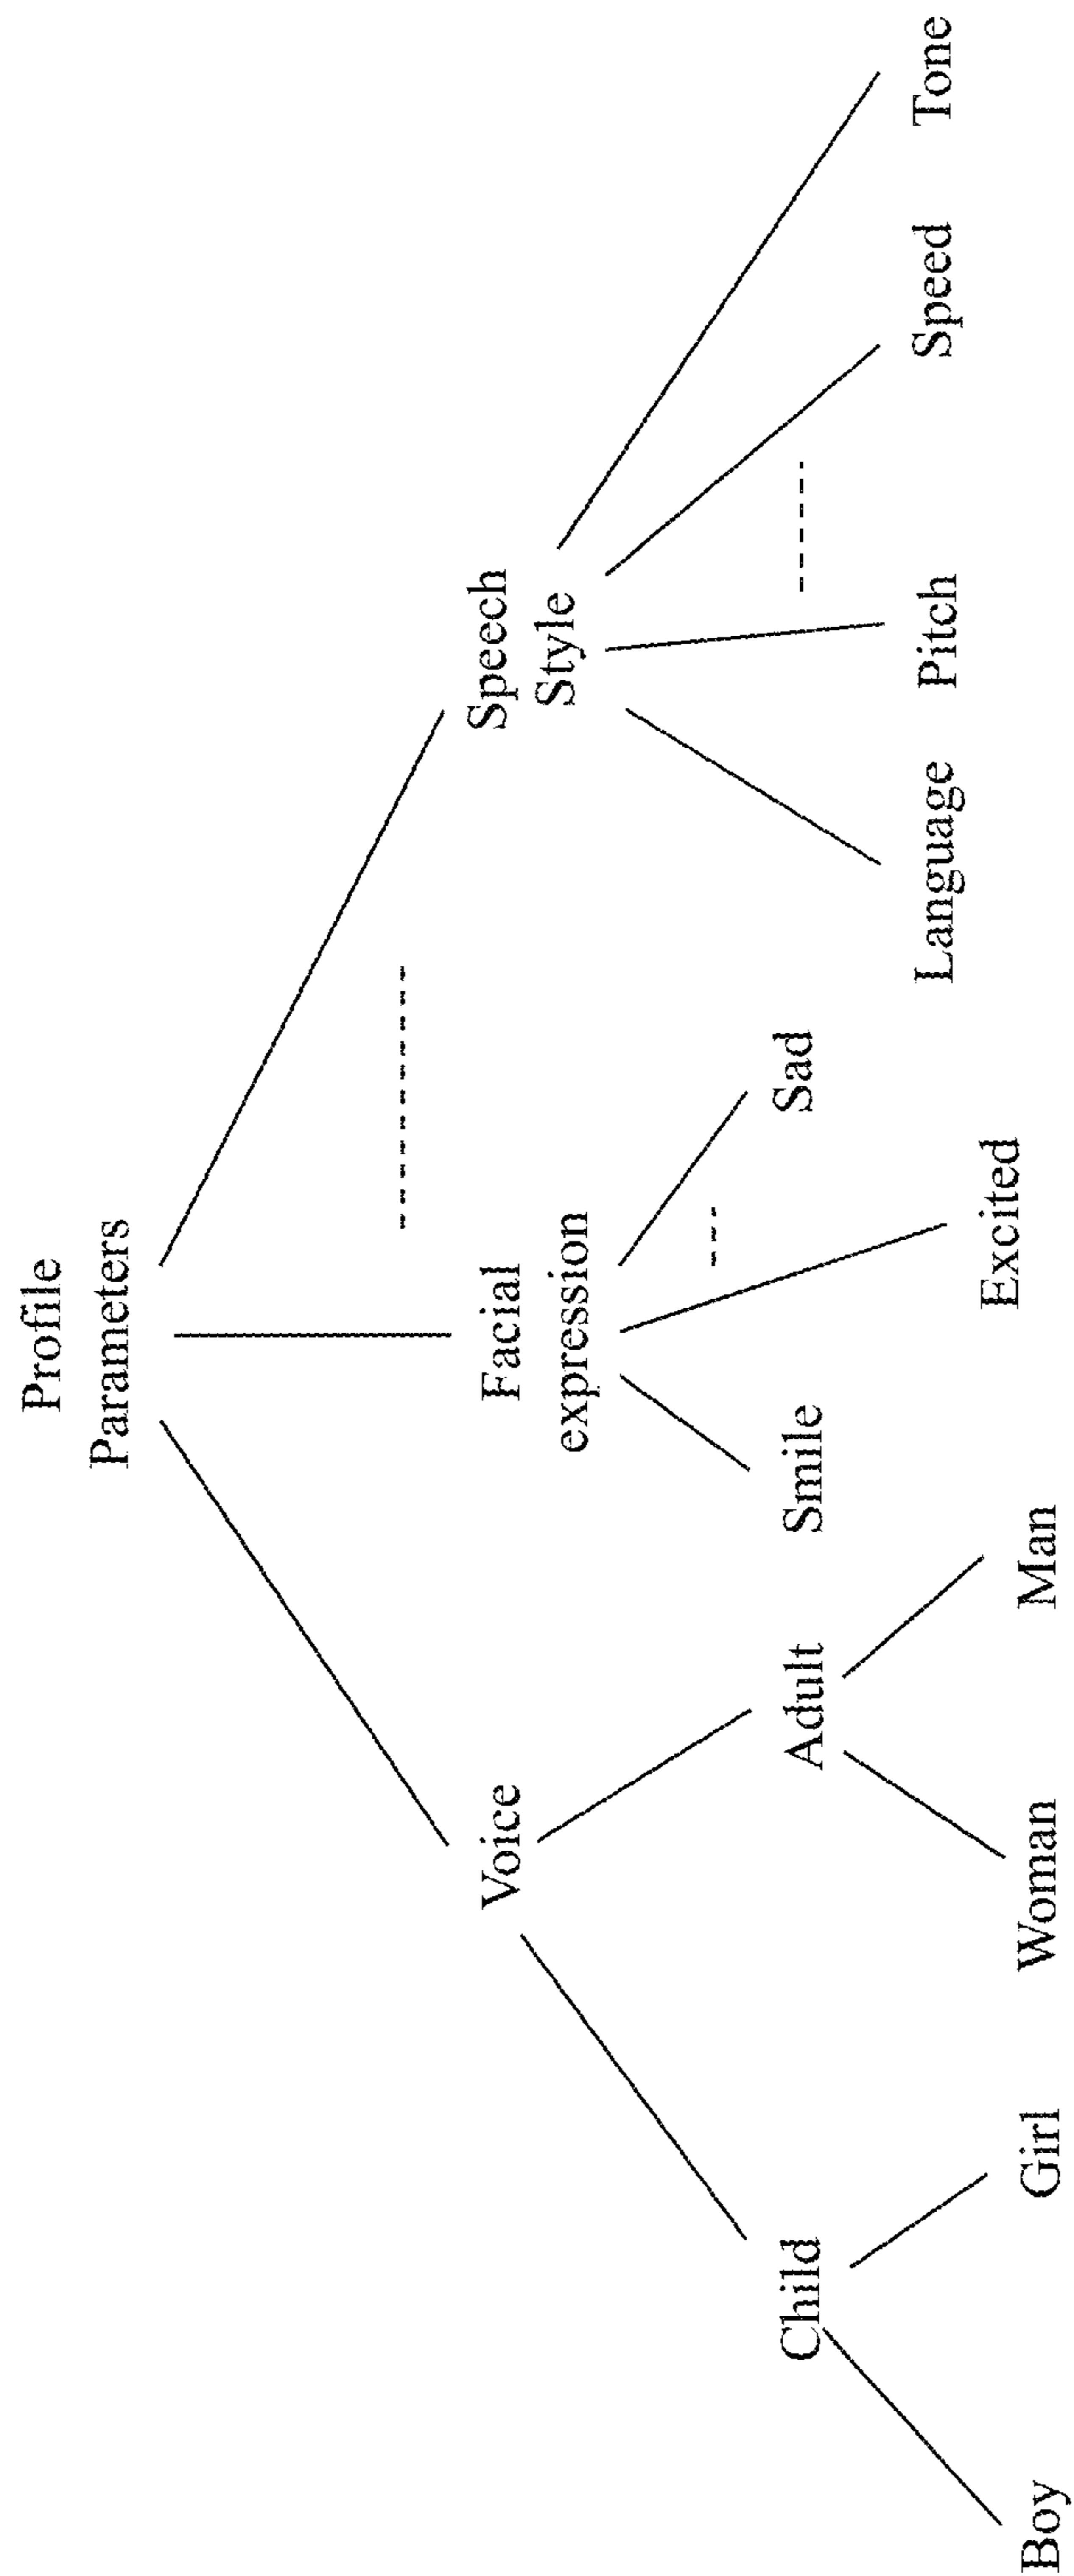 Profile
Parameters
Voice
Facial
expression
Speech
Style
Child
Adult
Smile
Sad
Excited
Language
Pitch
Speed
Tone
Boy
Girl
Woman
Man